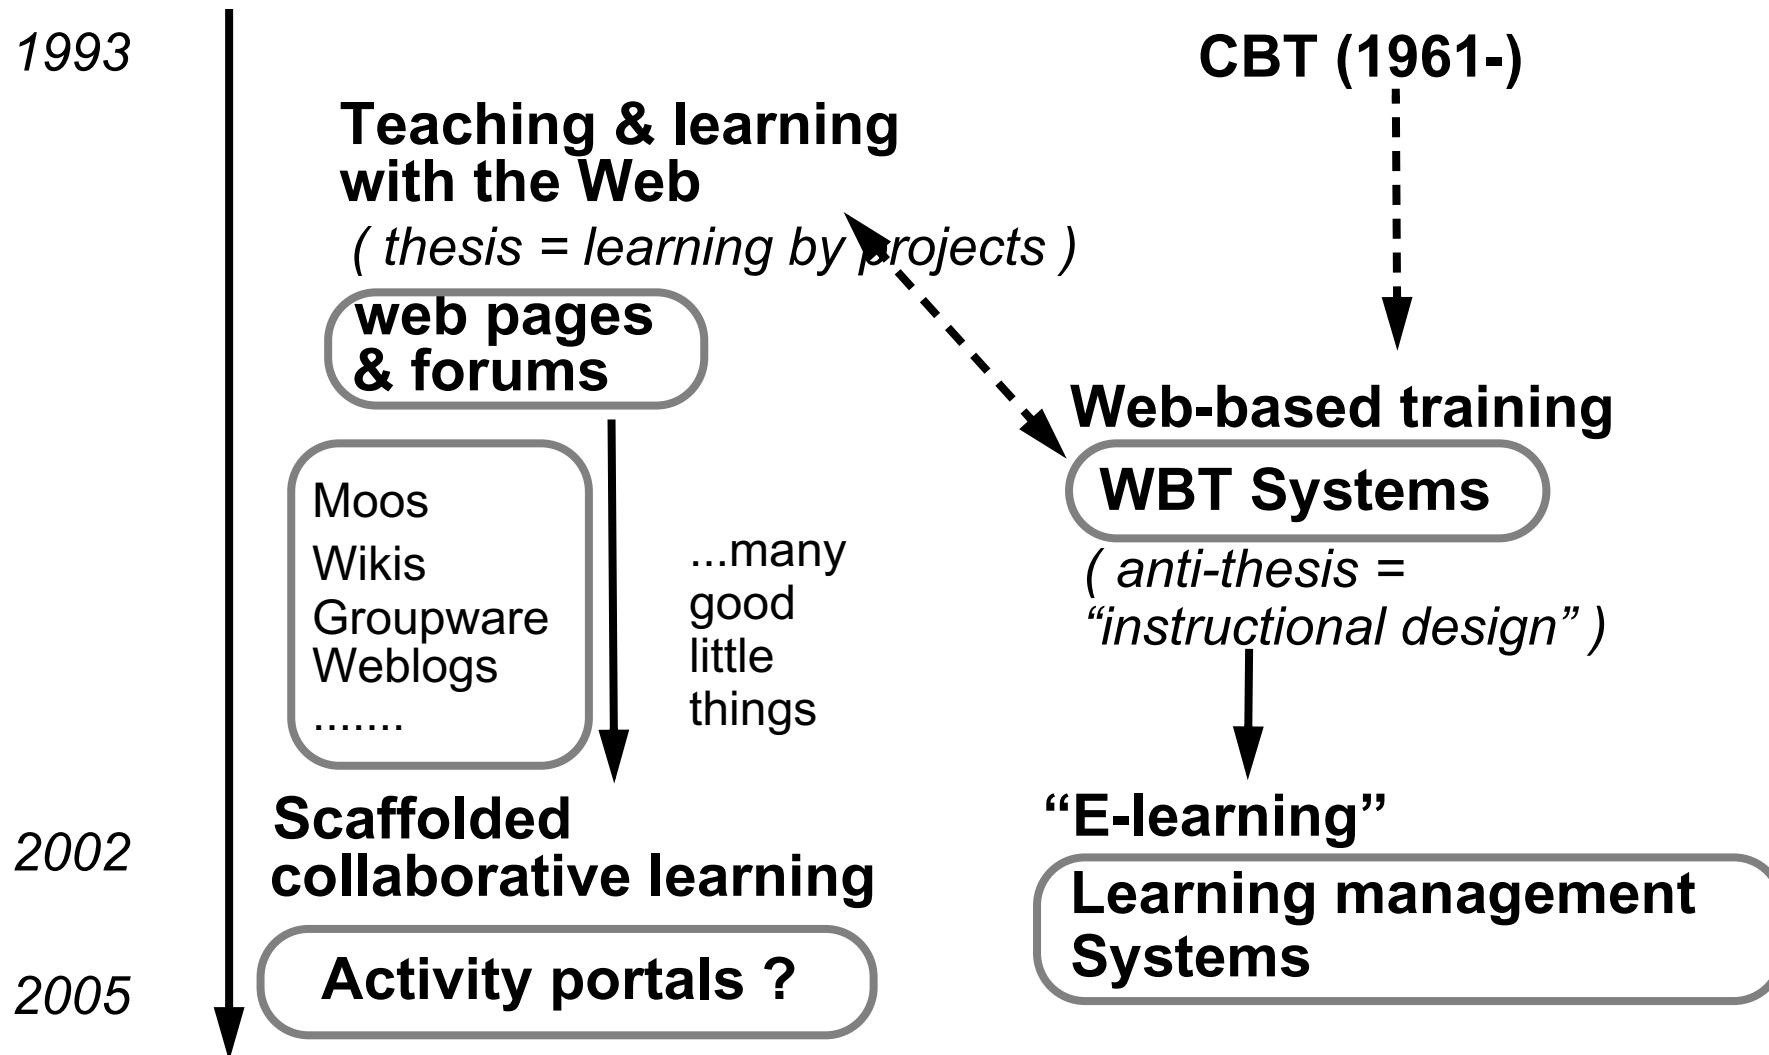 1993
CBT (1961-)
Teaching & learning
with the Web
( thesis = learning by projects )
web pages
& forums
Web-based training
WBT Systems
( anti-thesis =
“instructional design” )
Moos
Wikis
Groupware
Weblogs
.......
...many
good
little
things
2002
Scaffolded
collaborative learning
“E-learning”
Learning management
Systems
2005
Activity portals ?